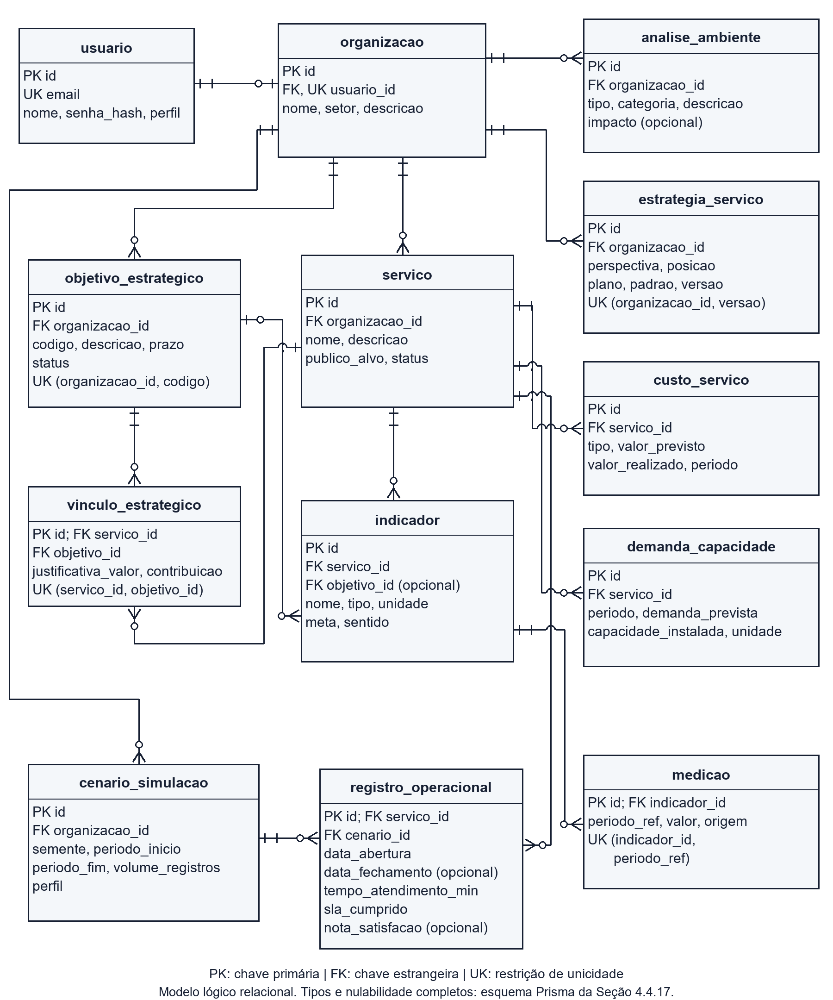 usuario
PK id
UK email
nome, senha_hash, perfil
organizacao
PK id
FK, UK usuario_id
nome, setor, descricao
analise_ambiente
PK id
FK organizacao_id
tipo, categoria, descricao
impacto (opcional)
estrategia_servico
PK id
FK organizacao_id
perspectiva, posicao
plano, padrao, versao
UK (organizacao_id, versao)
objetivo_estrategico
PK id
FK organizacao_id
codigo, descricao, prazo
status
UK (organizacao_id, codigo)
servico
PK id
FK organizacao_id
nome, descricao
publico_alvo, status
custo_servico
PK id
FK servico_id
tipo, valor_previsto
valor_realizado, periodo
vinculo_estrategico
PK id; FK servico_id
FK objetivo_id
justificativa_valor, contribuicao
UK (servico_id, objetivo_id)
indicador
PK id
FK servico_id
FK objetivo_id (opcional)
nome, tipo, unidade
meta, sentido
demanda_capacidade
PK id
FK servico_id
periodo, demanda_prevista
capacidade_instalada, unidade
cenario_simulacao
PK id
FK organizacao_id
semente, periodo_inicio
periodo_fim, volume_registros
perfil
registro_operacional
PK id; FK servico_id
FK cenario_id
data_abertura
data_fechamento (opcional)
tempo_atendimento_min
sla_cumprido
nota_satisfacao (opcional)
medicao
PK id; FK indicador_id
periodo_ref, valor, origem
UK (indicador_id,
periodo_ref)
PK: chave primária | FK: chave estrangeira | UK: restrição de unicidade
Modelo lógico relacional. Tipos e nulabilidade completos: esquema Prisma da Seção 4.4.17.